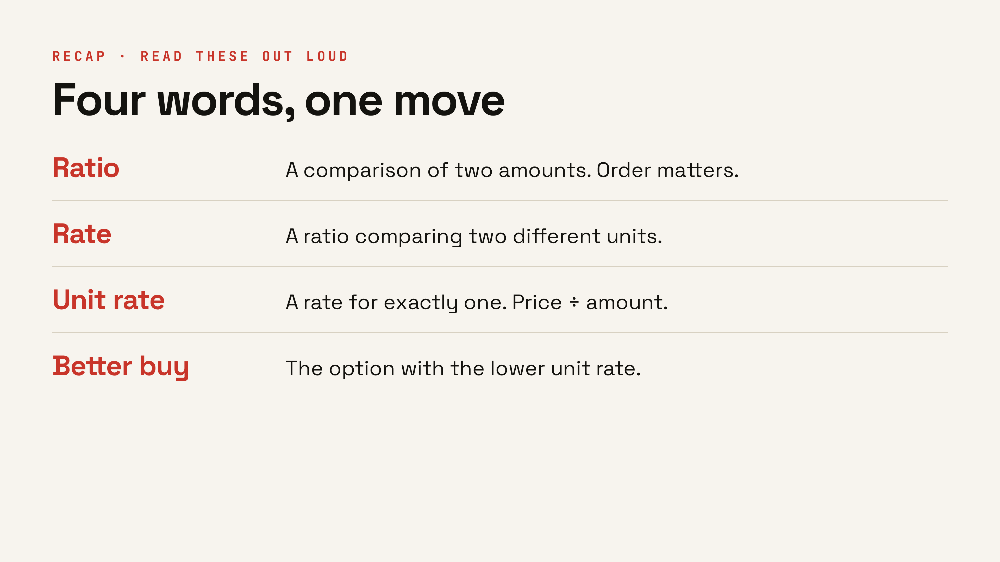 RECAP · READ THESE OUT LOUD
Four words, one move
Ratio
A comparison of two amounts. Order matters.
Rate
A ratio comparing two different units.
Unit rate
A rate for exactly one. Price ÷ amount.
Better buy
The option with the lower unit rate.